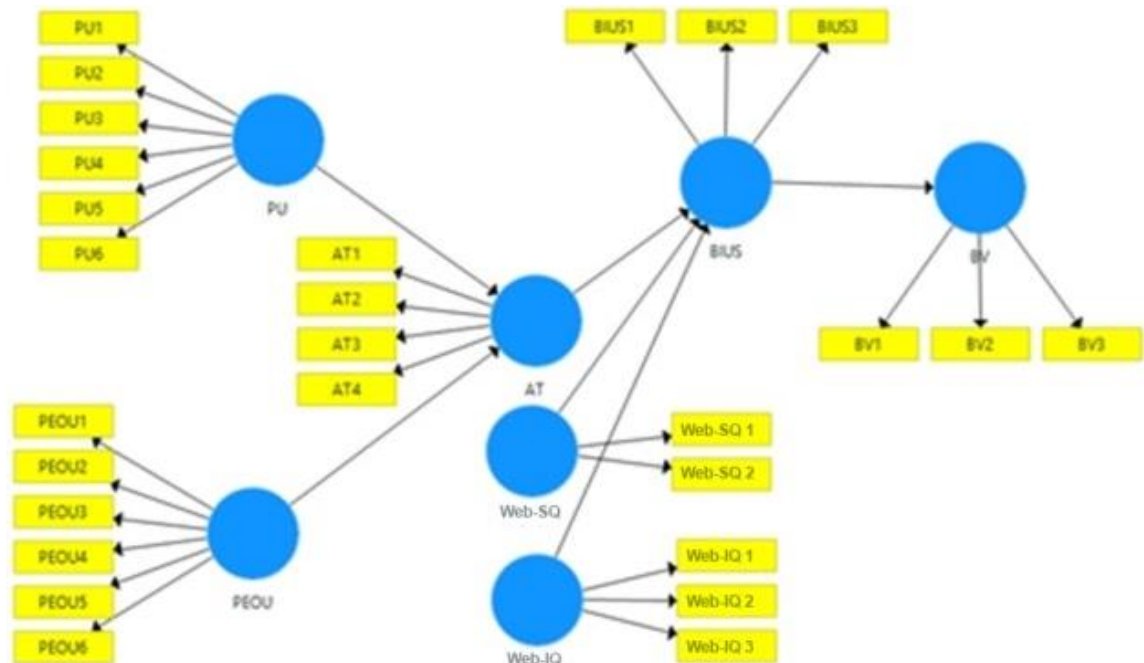 PU1
PU2
PU3
PU4
PU5
PU6
PU
BIUS1
BIUS2
BIUS3
BIUS
BV
BV1
BV2
BV3
AT1
AT2
AT3
AT4
AT
PEOU1
PEOU2
PEOU3
PEOU4
PEOU5
PEOU6
PEOU
Web-SQ 1
Web-SQ 2
Web-SQ
Web-IQ 1
Web-IQ 2
Web-IQ 3
Web-IQ